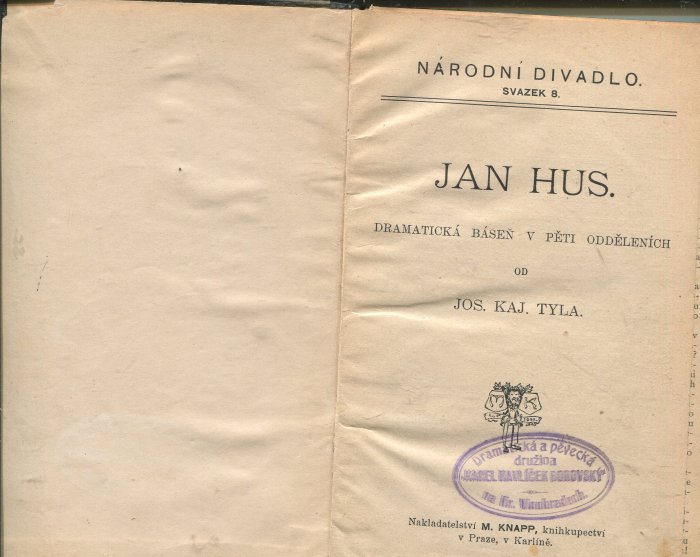 NÁRODNÍ DIVADLO.
SVAZEK 8.
JAN HUS.
DRAMATICKÁ BÁSEŇ V PĚTI ODDĚLENÍCH
OD
JOS. KAJ. TYLA.
Dramatická a pěvecká
družina
KAREL HAVLÍČEK BOROVSKÝ
na Kr. Vinohradech.
Nakladatelství M. KNAPP, knihkupectví
v Praze, v Karlíně.